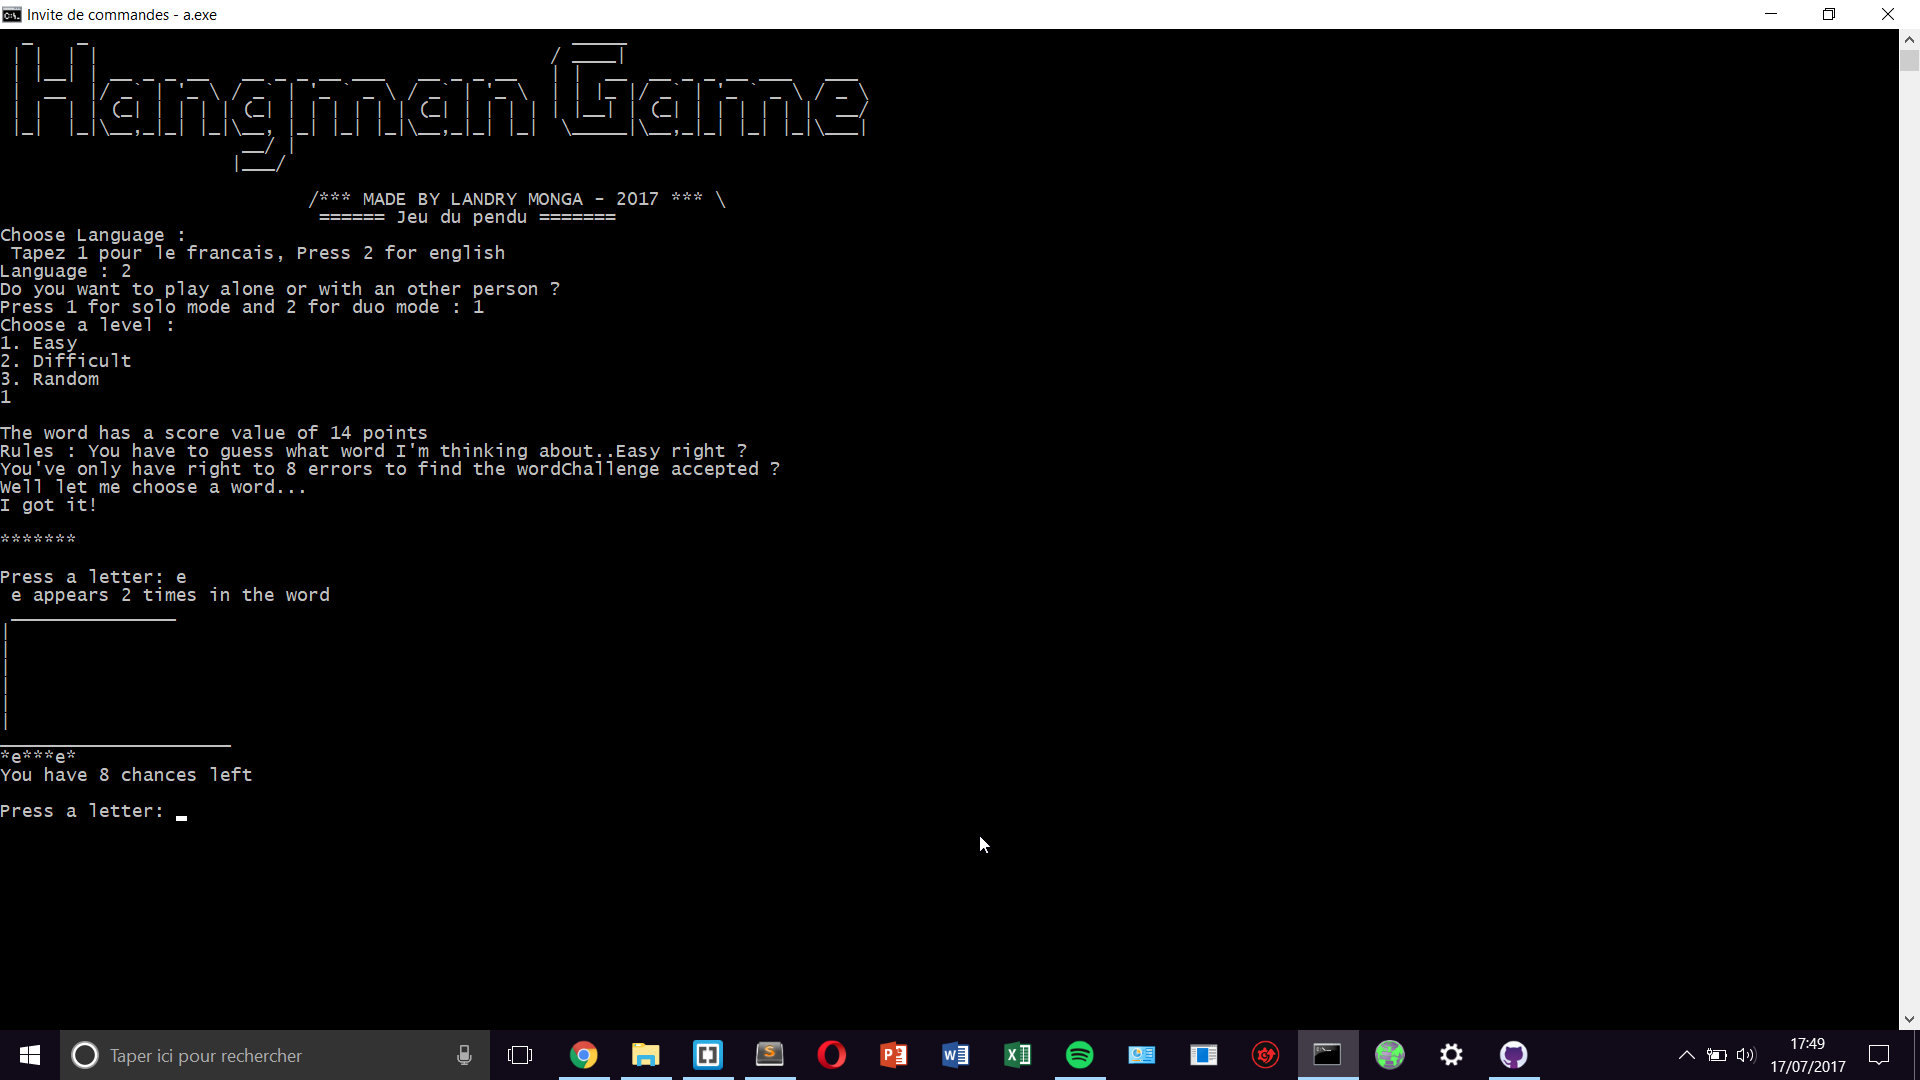 Invite de commandes - a.exe
Hangman Game
/*** MADE BY LANDRY MONGA - 2017 *** \
====== Jeu du pendu =======
Choose Language :
Tapez 1 pour le francais, Press 2 for english
Language : 2
Do you want to play alone or with an other person ?
Press 1 for solo mode and 2 for duo mode : 1
Choose a level :
1. Easy
2. Difficult
3. Random
1
The word has a score value of 14 points
Rules : You have to guess what word I'm thinking about..Easy right ?
You've only have right to 8 errors to find the wordChallenge accepted ?
Well let me choose a word...
I got it!
*******
Press a letter: e
e appears 2 times in the word
*e***e*
You have 8 chances left
Press a letter:
Taper ici pour rechercher
17:49
17/07/2017